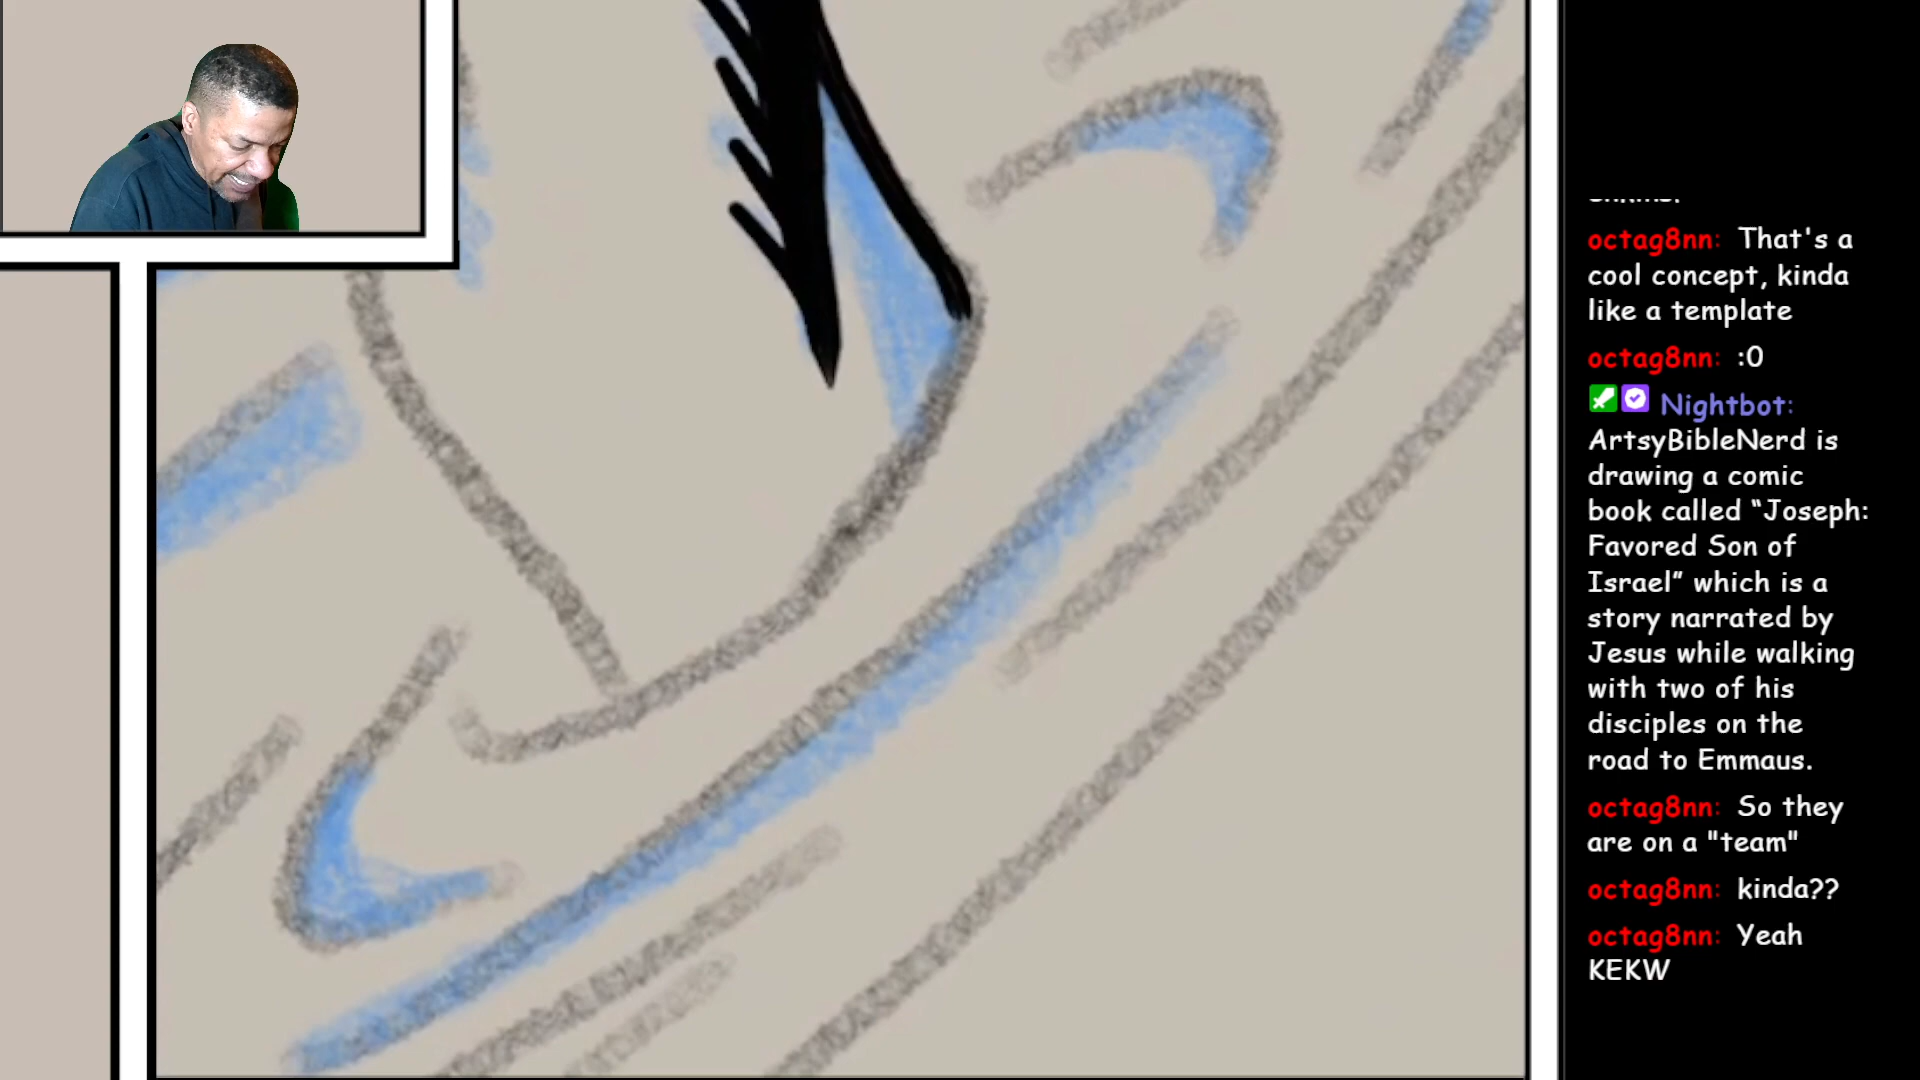 octag8nn: That's a
cool concept, kinda
like a template
octag8nn: :0
Nightbot:
ArtsyBibleNerd is
drawing a comic
book called “Joseph:
Favored Son of
Israel” which is a
story narrated by
Jesus while walking
with two of his
disciples on the
road to Emmaus.
octag8nn: So they
are on a "team"
octag8nn: kinda??
octag8nn: Yeah
KEKW